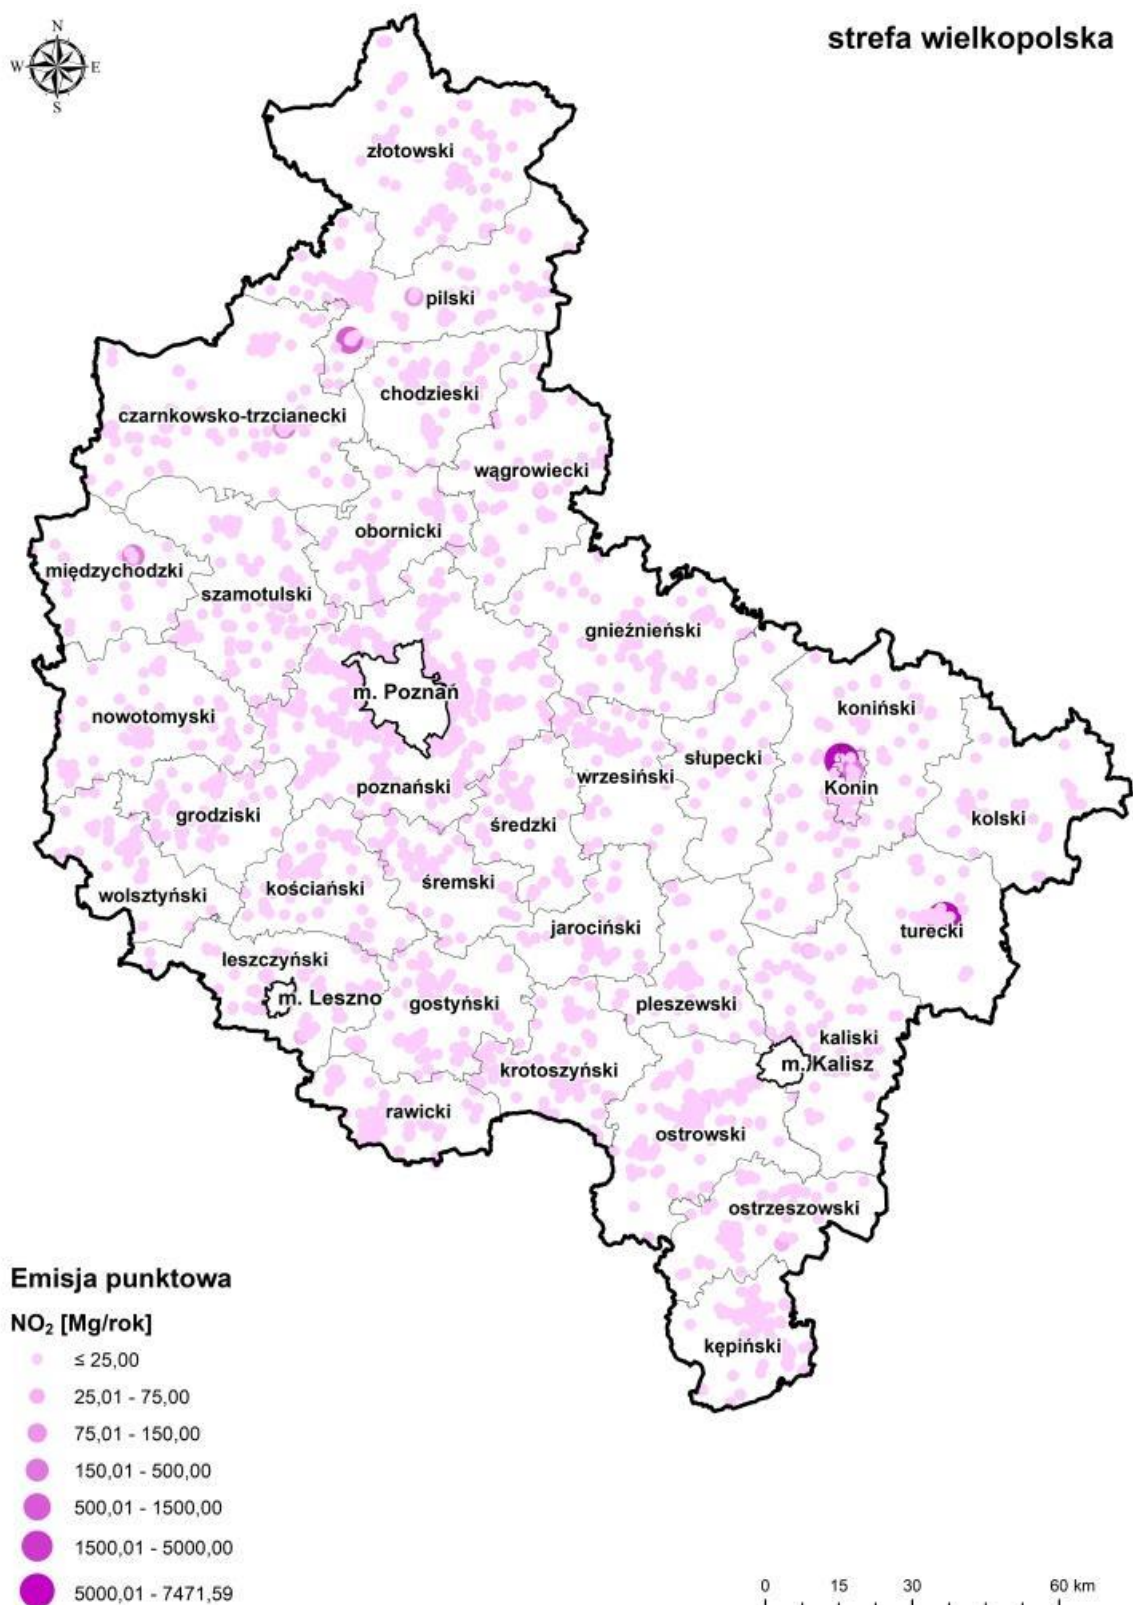 N
strefa wielkopolska
W E
S
złotowski
pilski
chodzieski
czarnkowsko-trzcianecki
wągrowiecki
obornicki
międzychodzki
szamotulski
gnieźnieński
m. Poznań
nowotomyski
koniński
słupecki
wrzesiński
poznański
Konin
grodziski
średzki
kolski
śremski
kościański
wolsztyński
jarociński
turecki
leszczyński
m. Leszno
gostyński
pleszewski
kaliski
m. Kalisz
krotoszyński
rawicki
ostrowski
ostrzeszowski
Emisja punktowa
NO₂ [Mg/rok]
kępiński
≤ 25,00
25,01 - 75,00
75,01 - 150,00
150,01 - 500,00
500,01 - 1500,00
1500,01 - 5000,00
5000,01 - 7471,59
0 15 30 60 km